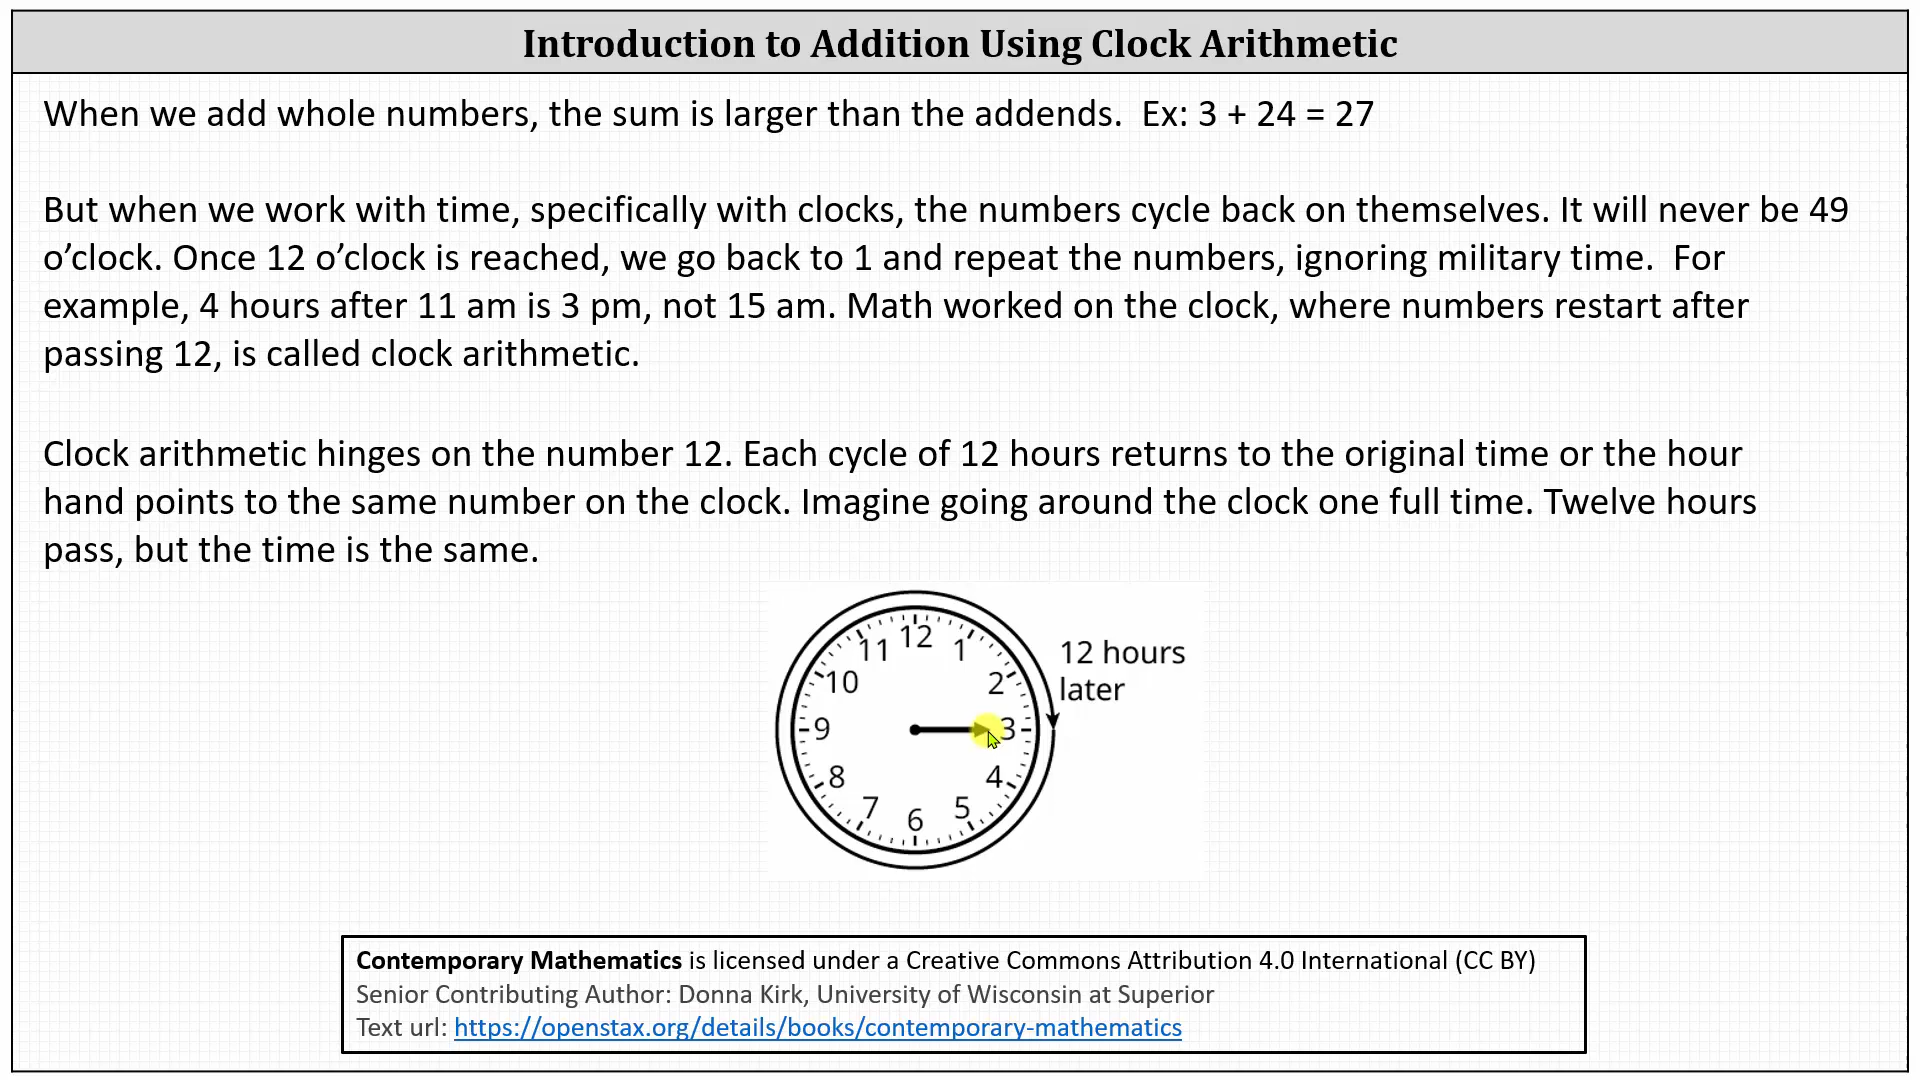 Introduction to Addition Using Clock Arithmetic
When we add whole numbers, the sum is larger than the addends.  Ex: 3 + 24 = 27
But when we work with time, specifically with clocks, the numbers cycle back on themselves. It will never be 49
o’clock. Once 12 o’clock is reached, we go back to 1 and repeat the numbers, ignoring military time.  For
example, 4 hours after 11 am is 3 pm, not 15 am. Math worked on the clock, where numbers restart after
passing 12, is called clock arithmetic.
Clock arithmetic hinges on the number 12. Each cycle of 12 hours returns to the original time or the hour
hand points to the same number on the clock. Imagine going around the clock one full time. Twelve hours
pass, but the time is the same.
12
11
1
10
2
9
3
8
4
7
5
6
12 hours
later
Contemporary Mathematics is licensed under a Creative Commons Attribution 4.0 International (CC BY)
Senior Contributing Author: Donna Kirk, University of Wisconsin at Superior
Text url: https://openstax.org/details/books/contemporary-mathematics